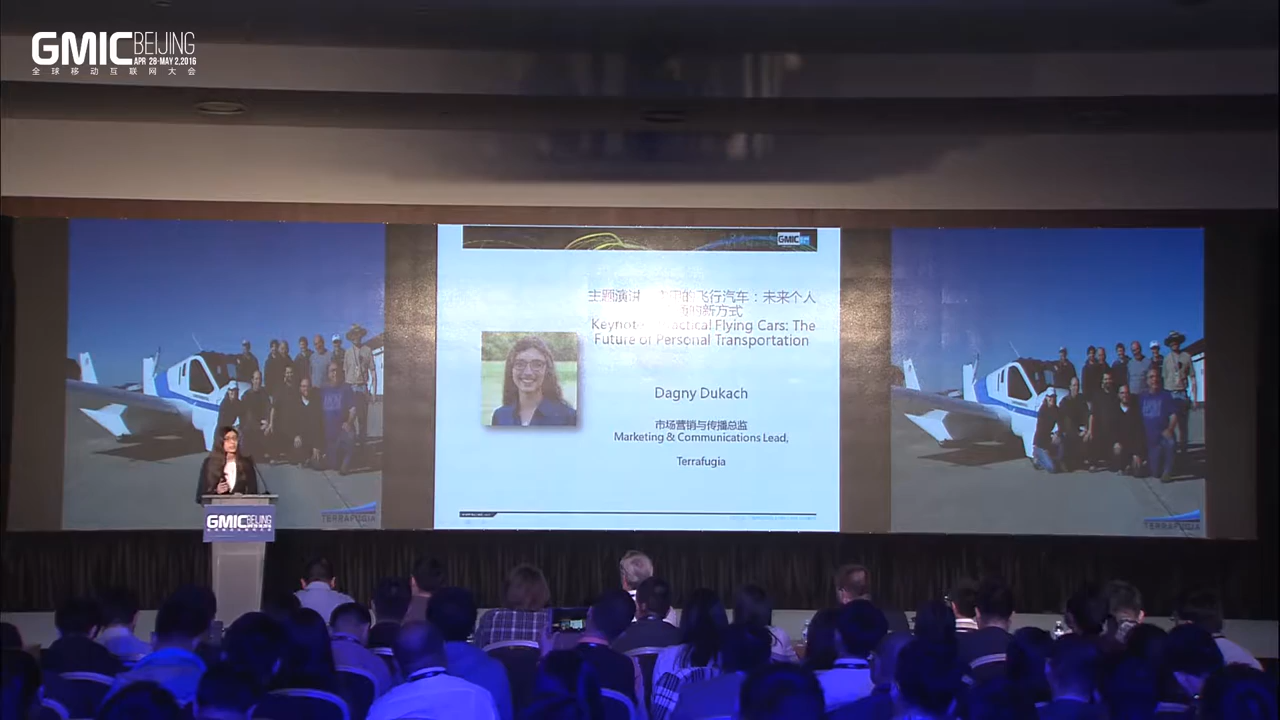 GMIC BEIJING
APR 28-MAY 2,2016
全球移动互联网大会
GMIC
主题演讲 的飞行汽车：未来个人
的新方式
Flying Cars: The
Future of Personal Transportation
Dagny Dukach
市场营销与传播总监
Marketing & Communications Lead,
Terrafugia
TERRAFUGIA
TERRAFUGIA
GMIC BEIJING